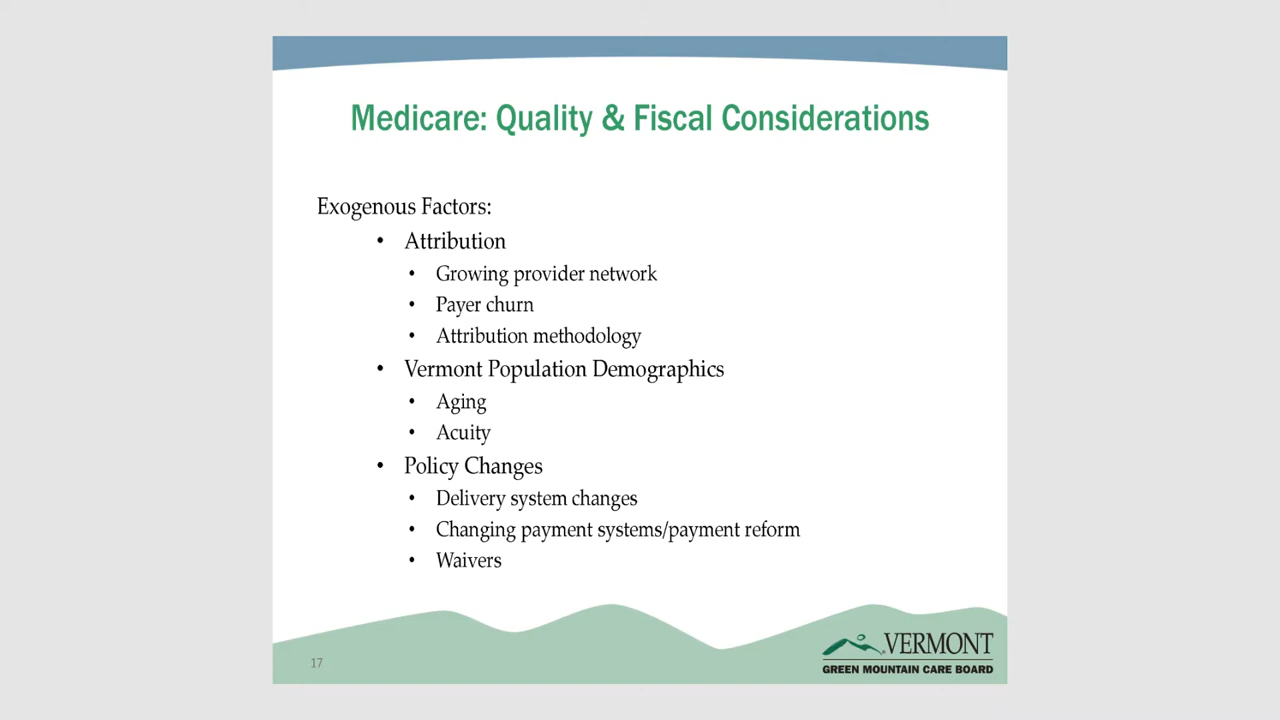 Medicare: Quality & Fiscal Considerations
Exogenous Factors:
• Attribution
• Growing provider network
• Payer churn
• Attribution methodology
• Vermont Population Demographics
• Aging
• Acuity
• Policy Changes
• Delivery system changes
• Changing payment systems/payment reform
• Waivers
17
VERMONT
GREEN MOUNTAIN CARE BOARD